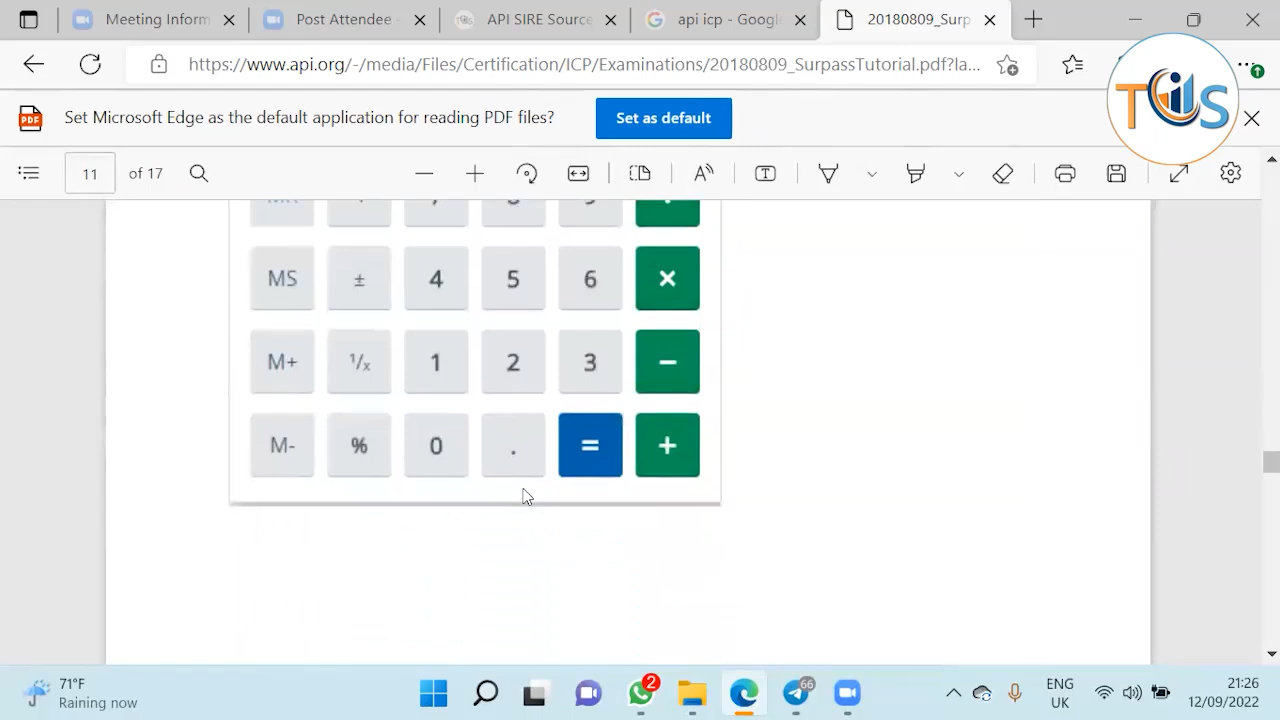 Meeting Inform
Post Attendee
API SIRE Source
api icp - Googl
20180809_Surp
https://www.api.org/-/media/Files/Certification/ICP/Examinations/20180809_SurpassTutorial.pdf?la...
TilS
PDF
Set Microsoft Edge as the default application for reading PDF files?
Set as default
11 of 17
MS ± 4 5 6 ×
M+ 1/x 1 2 3 −
M- % 0 . = +
71°F
Raining now
2
66
ENG
UK
21:26
12/09/2022